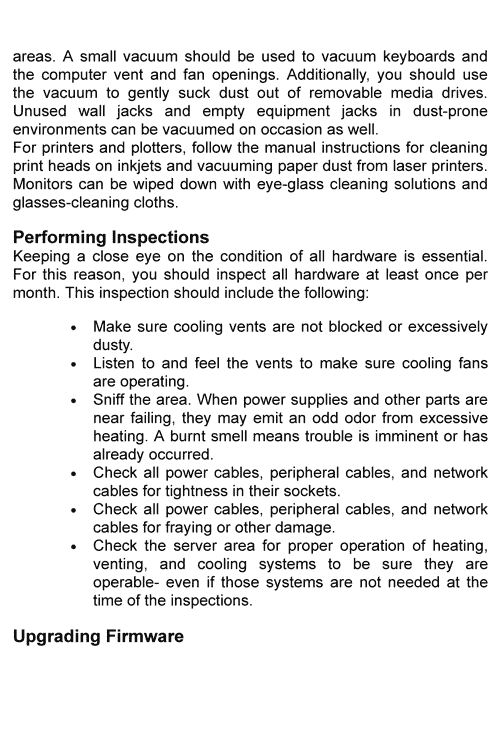 areas. A small vacuum should be used to vacuum keyboards and
the computer vent and fan openings. Additionally, you should use
the vacuum to gently suck dust out of removable media drives.
Unused wall jacks and empty equipment jacks in dust-prone
environments can be vacuumed on occasion as well.
For printers and plotters, follow the manual instructions for cleaning
print heads on inkjets and vacuuming paper dust from laser printers.
Monitors can be wiped down with eye-glass cleaning solutions and
glasses-cleaning cloths.
Performing Inspections
Keeping a close eye on the condition of all hardware is essential.
For this reason, you should inspect all hardware at least once per
month. This inspection should include the following:
• Make sure cooling vents are not blocked or excessively
dusty.
• Listen to and feel the vents to make sure cooling fans
are operating.
• Sniff the area. When power supplies and other parts are
near failing, they may emit an odd odor from excessive
heating. A burnt smell means trouble is imminent or has
already occurred.
• Check all power cables, peripheral cables, and network
cables for tightness in their sockets.
• Check all power cables, peripheral cables, and network
cables for fraying or other damage.
• Check the server area for proper operation of heating,
venting, and cooling systems to be sure they are
operable- even if those systems are not needed at the
time of the inspections.
Upgrading Firmware